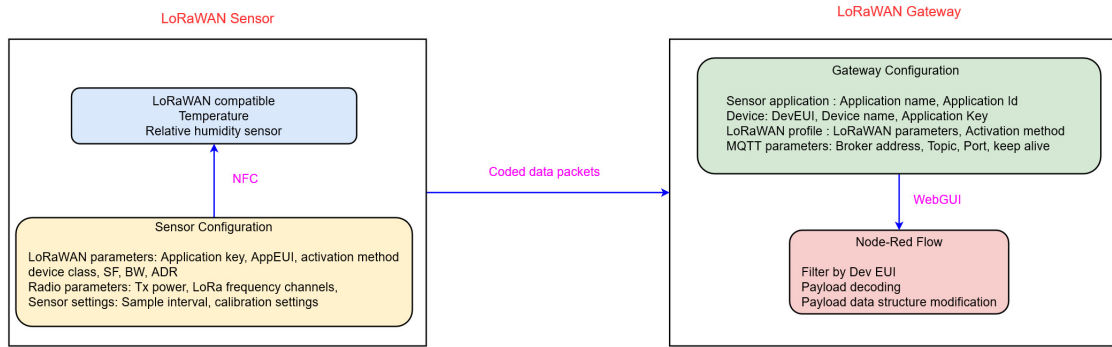 LoRaWAN Sensor
LoRaWAN compatible
Temperature
Relative humidity sensor
NFC
Sensor Configuration
LoRaWAN parameters: Application key, AppEUI, activation method
device class, SF, BW, ADR
Radio parameters: Tx power, LoRa frequency channels,
Sensor settings: Sample interval, calibration settings
Coded data packets
LoRaWAN Gateway
Gateway Configuration
Sensor application : Application name, Application Id
Device: DevEUI, Device name, Application Key
LoRaWAN profile : LoRaWAN parameters, Activation method
MQTT parameters: Broker address, Topic, Port, keep alive
WebGUI
Node-Red Flow
Filter by Dev EUI
Payload decoding
Payload data structure modification